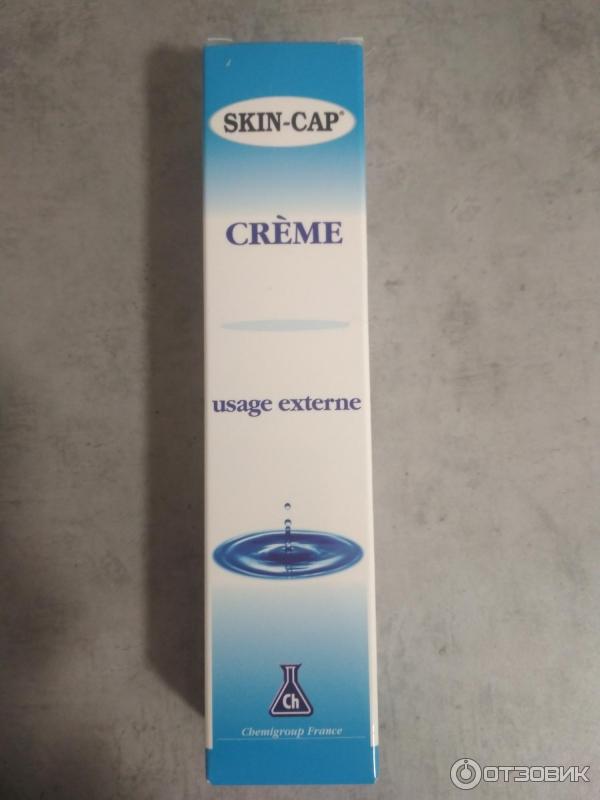 SKIN-CAP®
CRÈME
usage externe
Ch
Chemigroup France
ОТЗОВИК